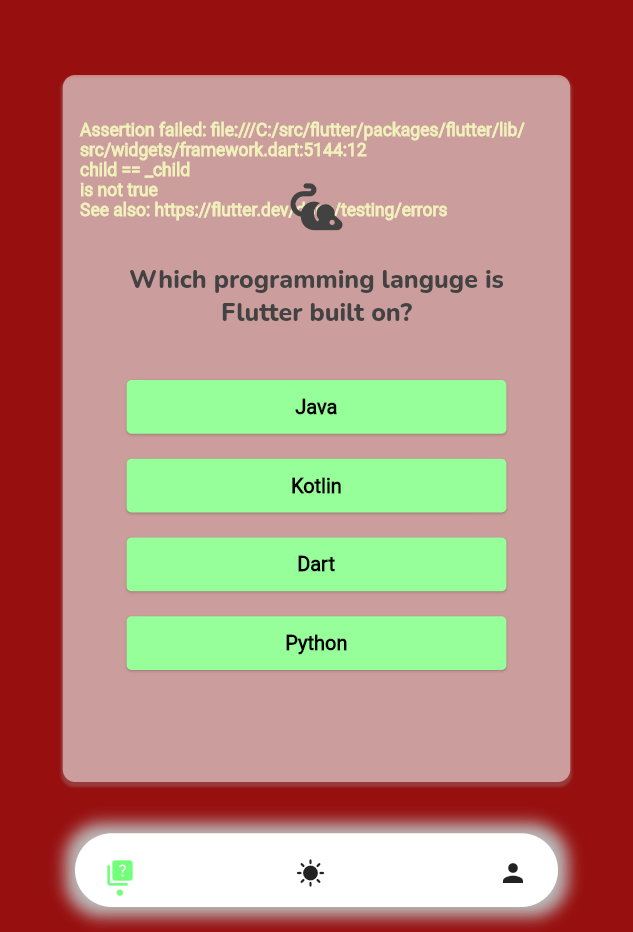 Assertion failed: file:///C:/src/flutter/packages/flutter/lib/
src/widgets/framework.dart:5144:12
child == _child
is not true
See also: https://flutter.dev/ /testing/errors
Which programming languge is
Flutter built on?
Java
Kotlin
Dart
Python
?